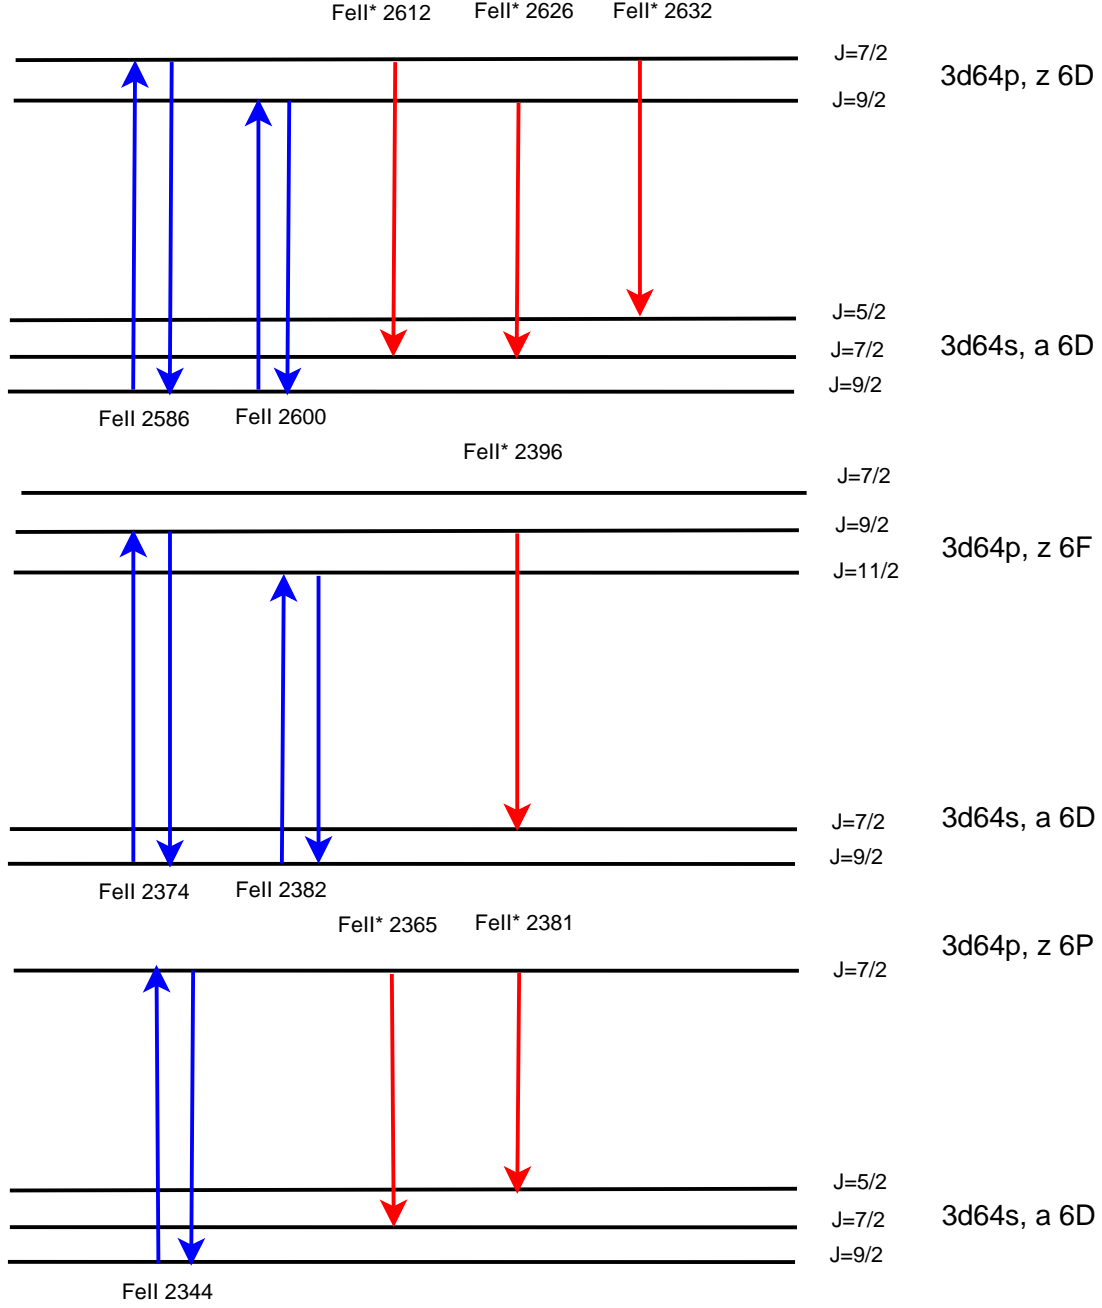 FeII* 2612 FeII* 2626 FeII* 2632
J=7/2
3d64p, z 6D
J=9/2
J=5/2
3d64s, a 6D
J=7/2
J=9/2
FeII 2586 FeII 2600
FeII* 2396
J=7/2
J=9/2
3d64p, z 6F
J=11/2
3d64s, a 6D
J=7/2
J=9/2
FeII 2374 FeII 2382
FeII* 2365 FeII* 2381
3d64p, z 6P
J=7/2
J=5/2
3d64s, a 6D
J=7/2
J=9/2
FeII 2344